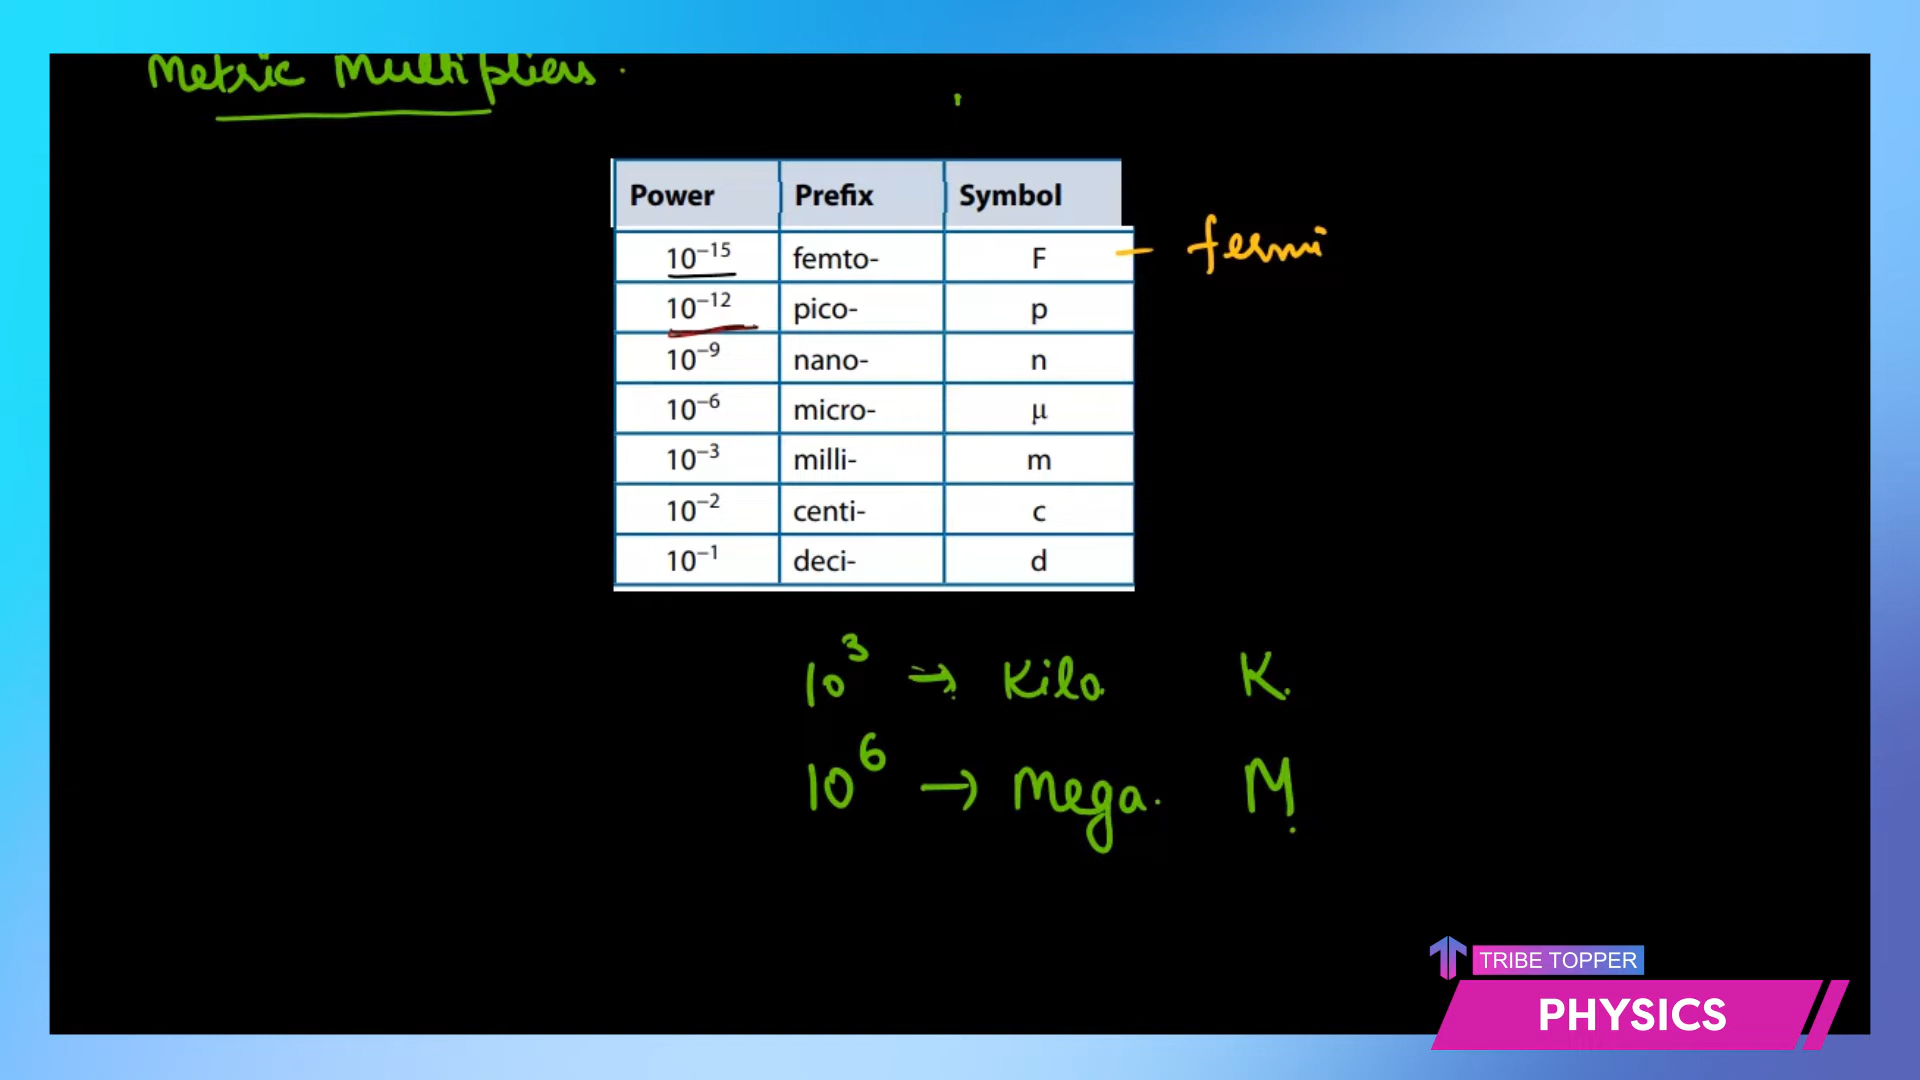 Metric Multipliers.
Power Prefix Symbol
10⁻¹⁵ femto- F – fermi
10⁻¹² pico- p
10⁻⁹ nano- n
10⁻⁶ micro- μ
10⁻³ milli- m
10⁻² centi- c
10⁻¹ deci- d
10³ → Kilo K.
10⁶ → Mega. M
TRIBE TOPPER
PHYSICS